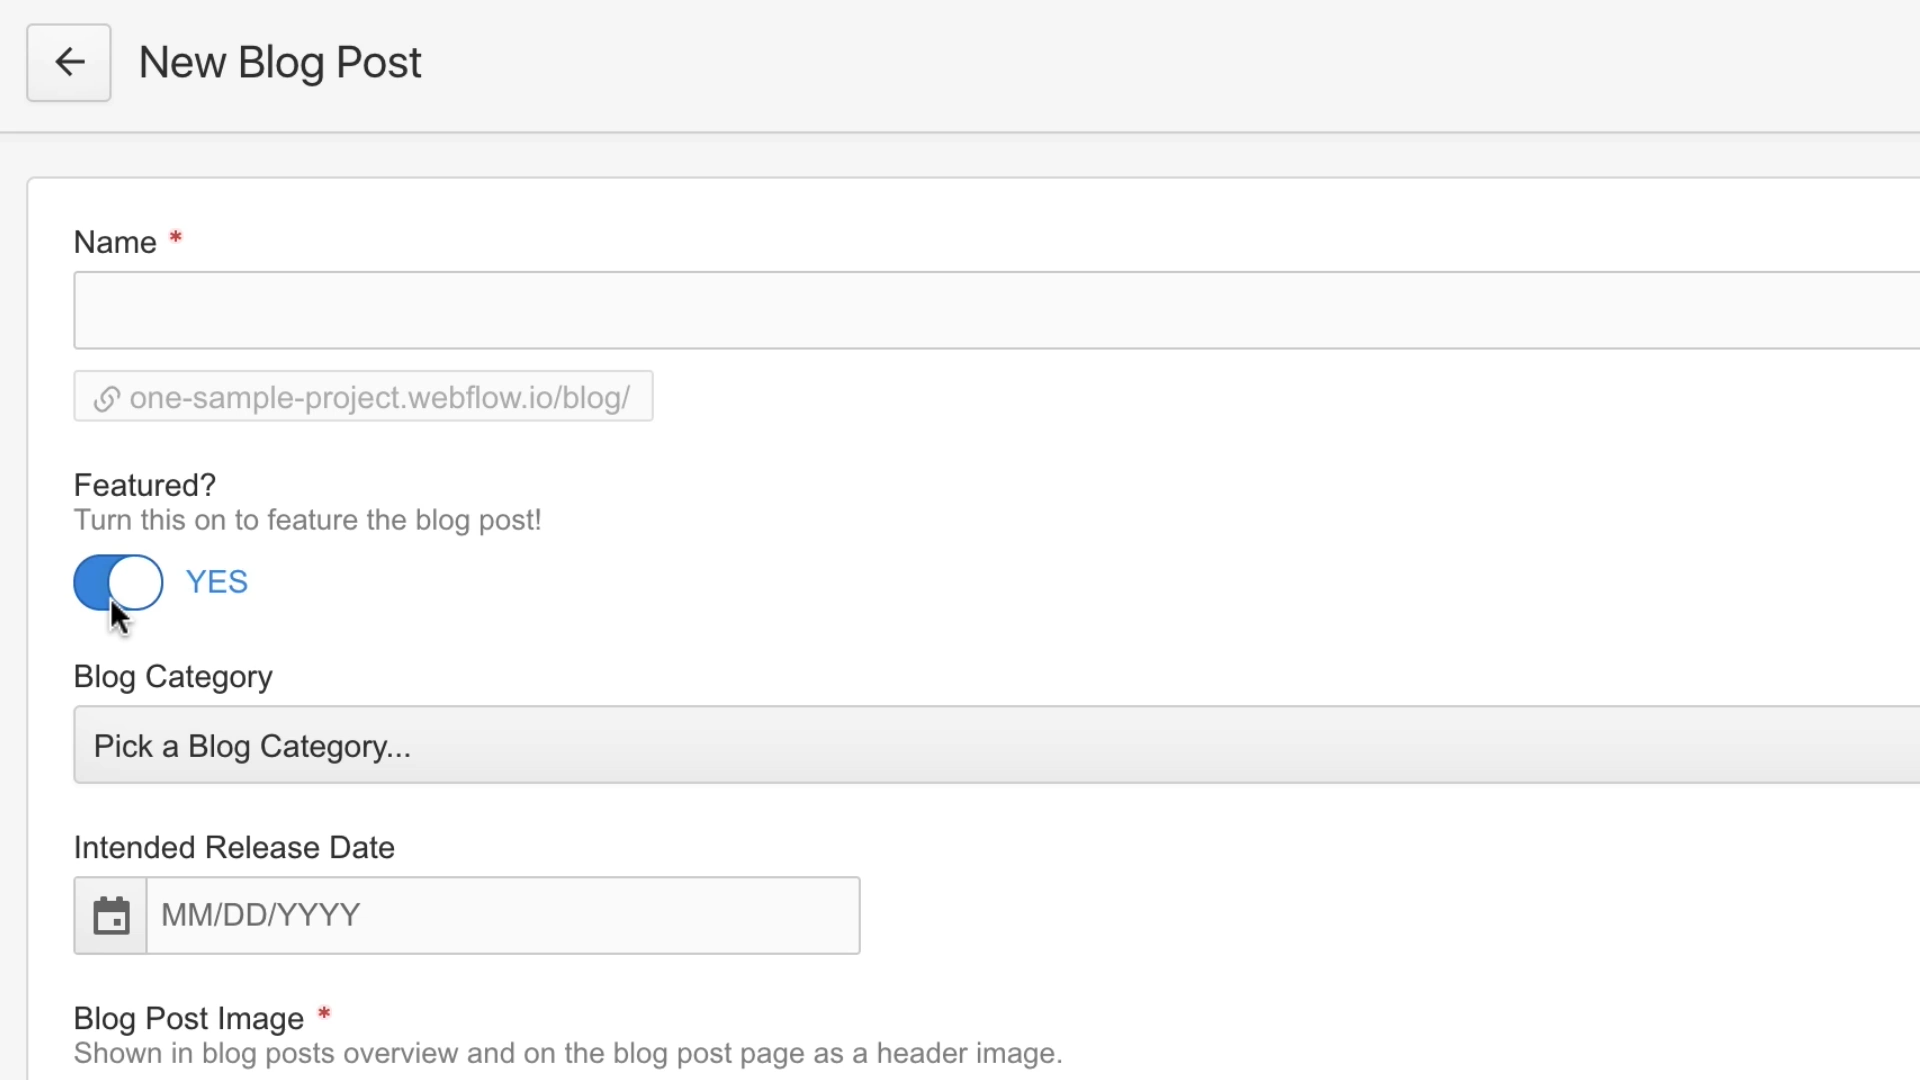 New Blog Post
Name *
one-sample-project.webflow.io/blog/
Featured?
Turn this on to feature the blog post!
YES
Blog Category
Pick a Blog Category...
Intended Release Date
MM/DD/YYYY
Blog Post Image *
Shown in blog posts overview and on the blog post page as a header image.